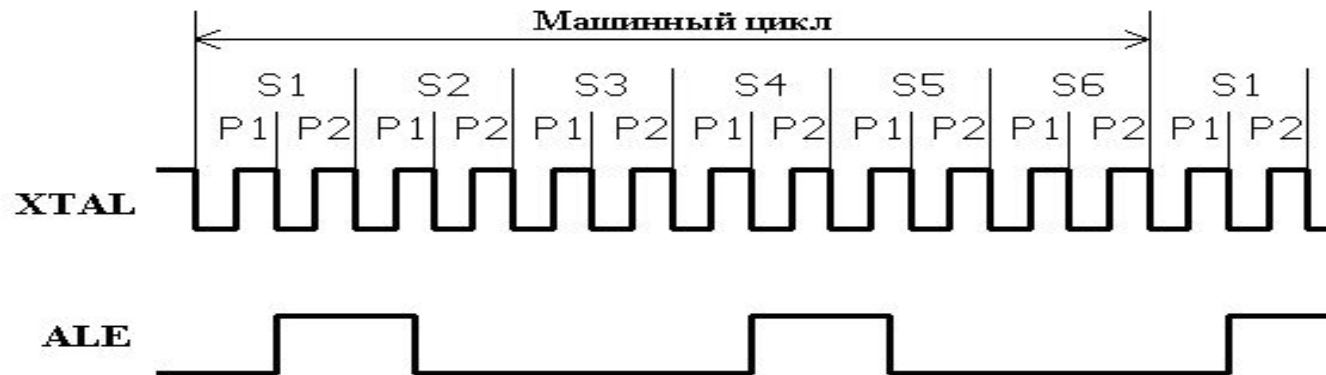 Машинный цикл
S1 S2 S3 S4 S5 S6 S1
P1 P2 P1 P2 P1 P2 P1 P2 P1 P2 P1 P2 P1 P2
XTAL
ALE